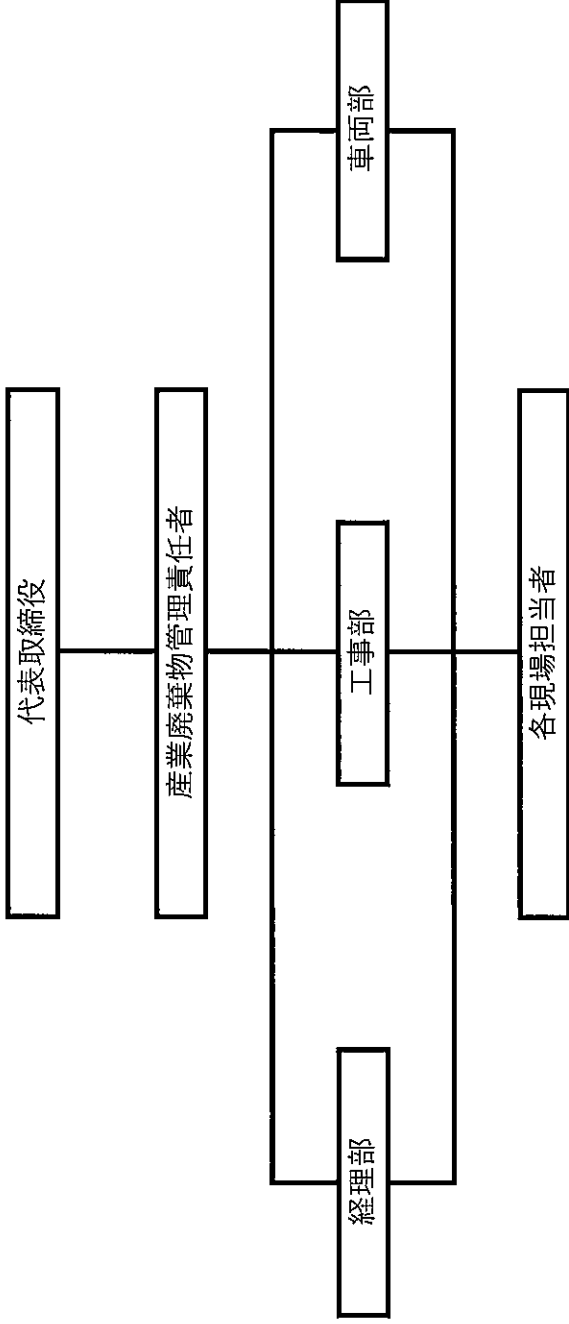 代表取締役
産業廃棄物管理責任者
経理部
工事部
車両部
各現場担当者